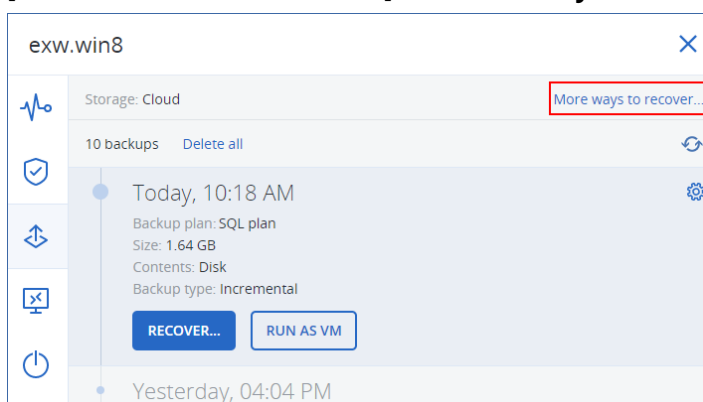 exw.win8
Storage: Cloud
More ways to recover...
10 backups Delete all
Today, 10:18 AM
Backup plan: SQL plan
Size: 1.64 GB
Contents: Disk
Backup type: Incremental
RECOVER... RUN AS VM
Yesterday, 04:04 PM